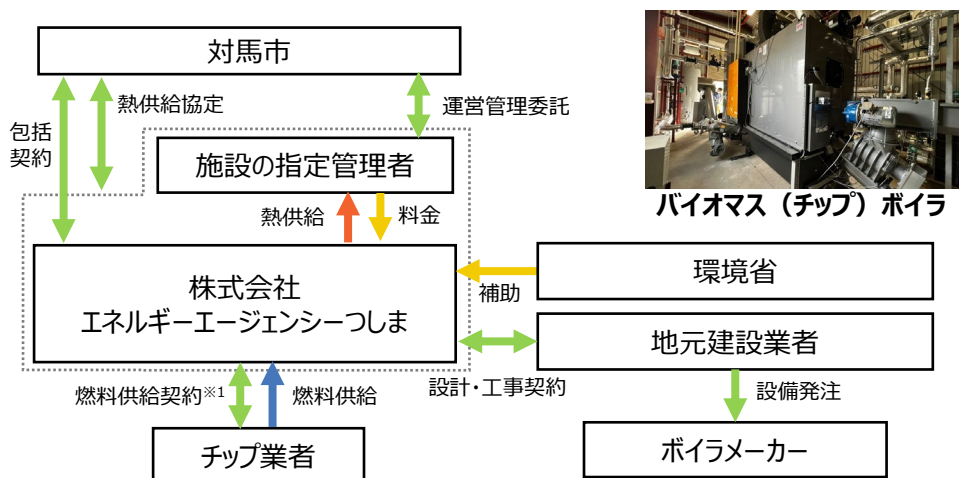 対馬市
熱供給協定
運営管理委託
包括
契約
施設の指定管理者
バイオマス（チップ）ボイラ
熱供給
料金
株式会社
エネルギーエージェンシーつしま
環境省
補助
地元建設業者
燃料供給契約※1
燃料供給
設計・工事契約
設備発注
チップ業者
ボイラメーカー